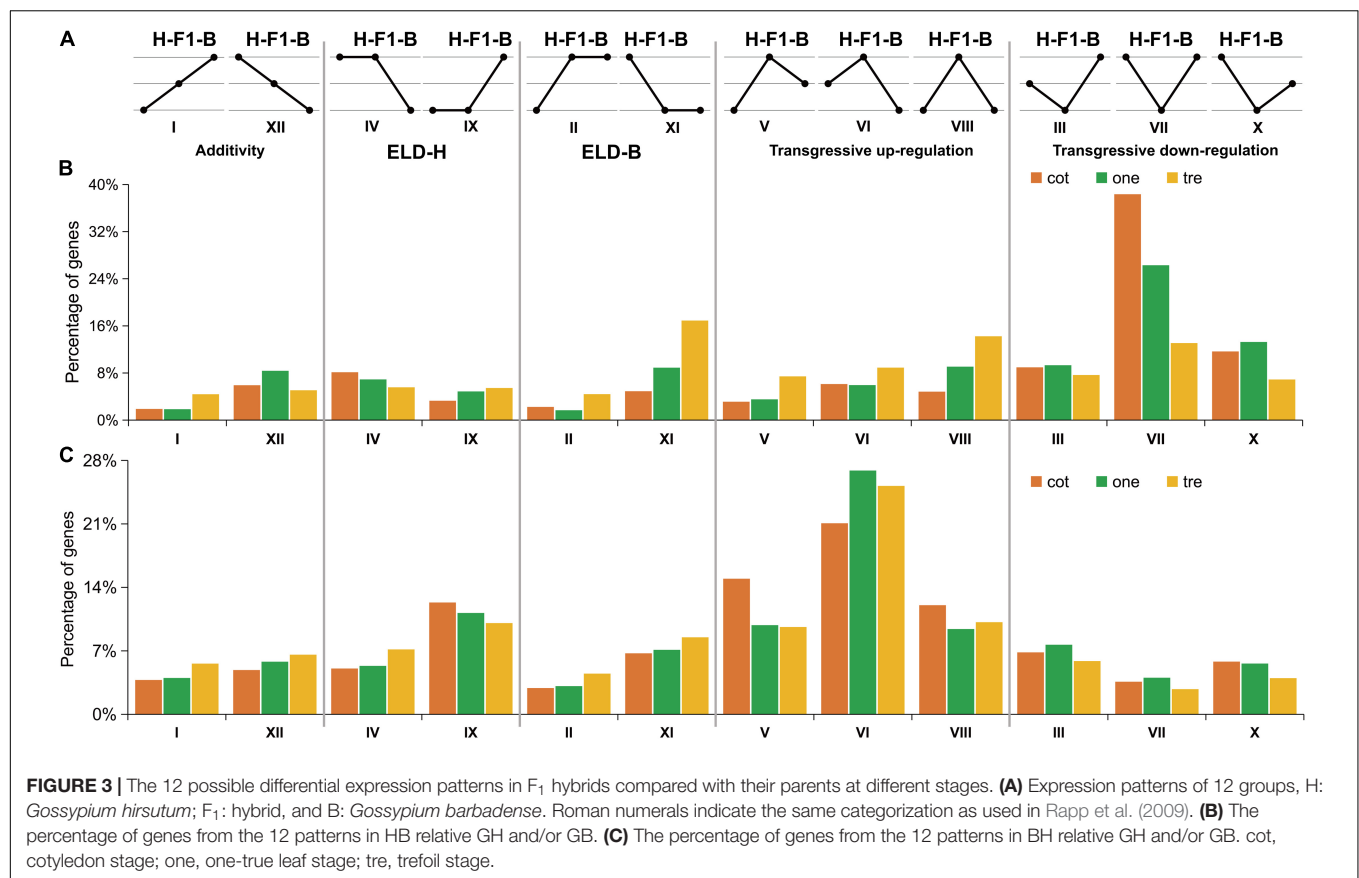 A
H-F1-B H-F1-B H-F1-B H-F1-B H-F1-B H-F1-B H-F1-B H-F1-B H-F1-B H-F1-B H-F1-B H-F1-B
I XII IV IX II XI V VI VIII III VII X
Additivity ELD-H ELD-B Transgressive up-regulation Transgressive down-regulation
B
cot one tre
Percentage of genes
40%
32%
24%
16%
8%
0%
I XII IV IX II XI V VI VIII III VII X
C
cot one tre
Percentage of genes
28%
21%
14%
7%
0%
I XII IV IX II XI V VI VIII III VII X
FIGURE 3 | The 12 possible differential expression patterns in F1 hybrids compared with their parents at different stages. (A) Expression patterns of 12 groups, H:
Gossypium hirsutum; F1: hybrid, and B: Gossypium barbadense. Roman numerals indicate the same categorization as used in Rapp et al. (2009). (B) The
percentage of genes from the 12 patterns in HB relative GH and/or GB. (C) The percentage of genes from the 12 patterns in BH relative GH and/or GB. cot,
cotyledon stage; one, one-true leaf stage; tre, trefoil stage.